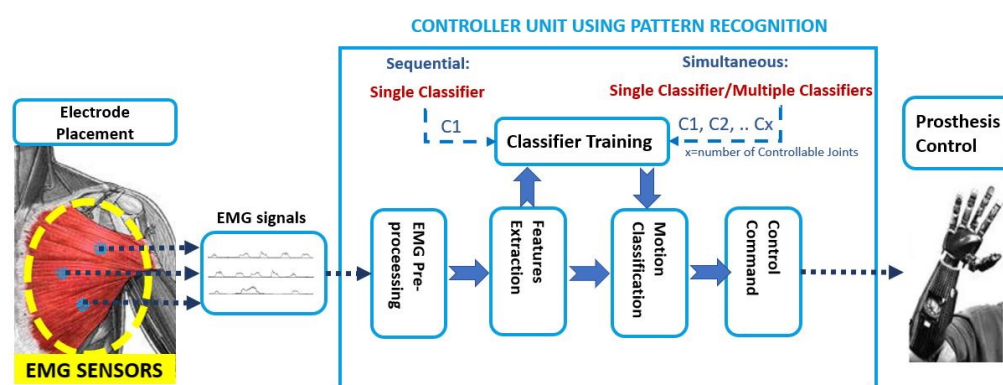 CONTROLLER UNIT USING PATTERN RECOGNITION
Sequential:
Single Classifier
C1
Simultaneous:
Single Classifier/Multiple Classifiers
C1, C2, .. Cx
x=number of Controllable Joints
Classifier Training
Electrode
Placement
EMG SENSORS
EMG signals
EMG Pre-
proceessing
Features
Extraction
Motion
Classification
Control
Command
Prosthesis
Control